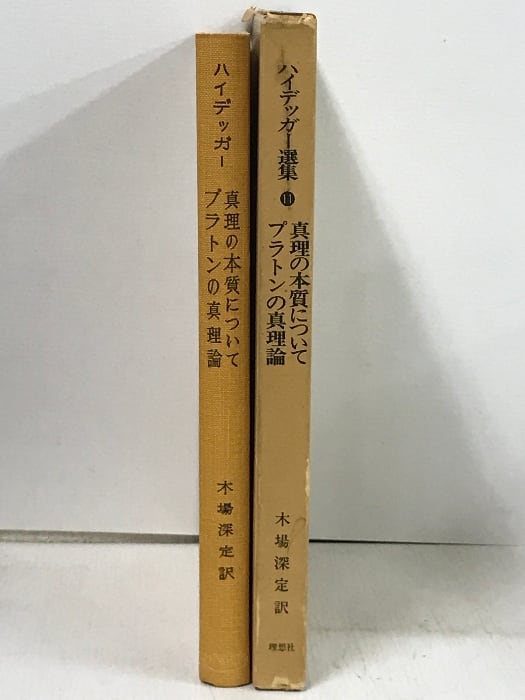 ハイデッガー
真理の本質について
プラトンの真理論
木場深定訳
ハイデッガー選集 11
真理の本質について
プラトンの真理論
木場深定訳
理想社